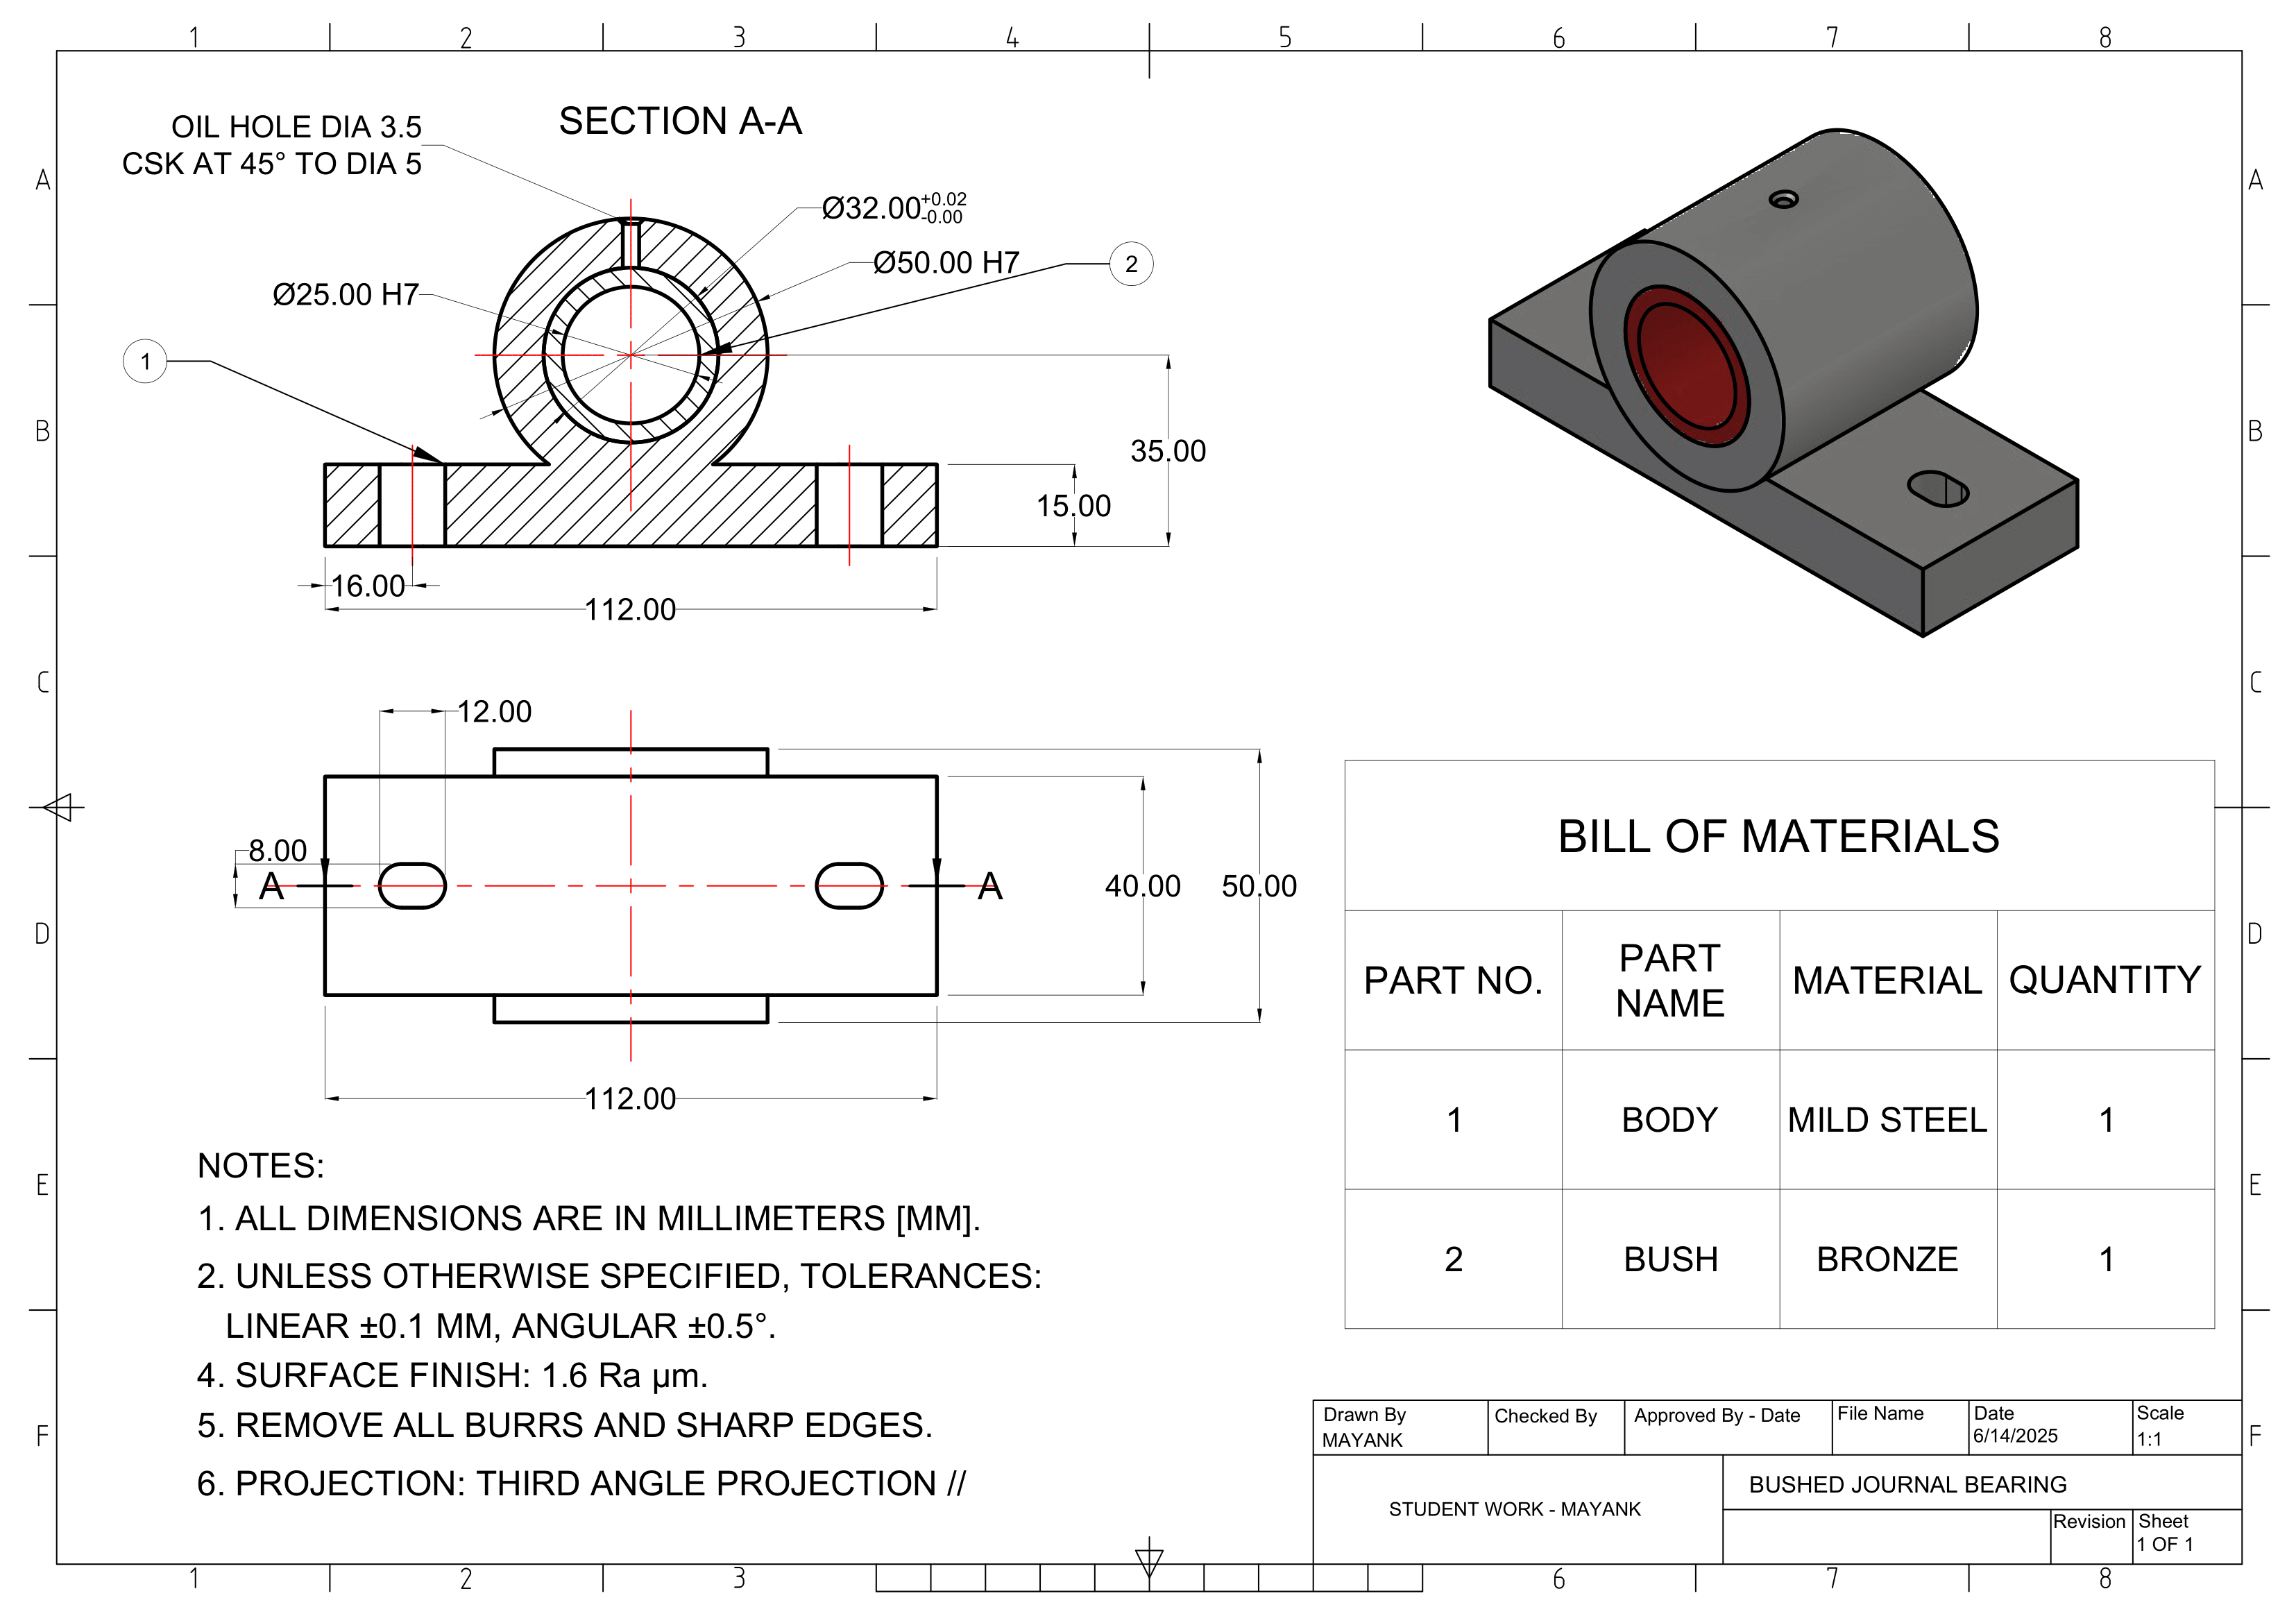 1 2 3 4 5 6 7 8
A
B
C
D
E
F
A
B
C
D
E
F
SECTION A-A
OIL HOLE DIA 3.5
CSK AT 45° TO DIA 5
Ø32.00 +0.02
-0.00
Ø50.00 H7
2
Ø25.00 H7
1
35.00
15.00
16.00
112.00
12.00
8.00
A
A
40.00
50.00
112.00
NOTES:
1. ALL DIMENSIONS ARE IN MILLIMETERS [MM].
2. UNLESS OTHERWISE SPECIFIED, TOLERANCES:
LINEAR ±0.1 MM, ANGULAR ±0.5°.
4. SURFACE FINISH: 1.6 Ra µm.
5. REMOVE ALL BURRS AND SHARP EDGES.
6. PROJECTION: THIRD ANGLE PROJECTION //
BILL OF MATERIALS
PART NO. PART NAME MATERIAL QUANTITY
1 BODY MILD STEEL 1
2 BUSH BRONZE 1
Drawn By Checked By Approved By - Date File Name Date Scale
MAYANK 6/14/2025 1:1
STUDENT WORK - MAYANK
BUSHED JOURNAL BEARING
Revision Sheet
1 OF 1
1 2 3 6 7 8